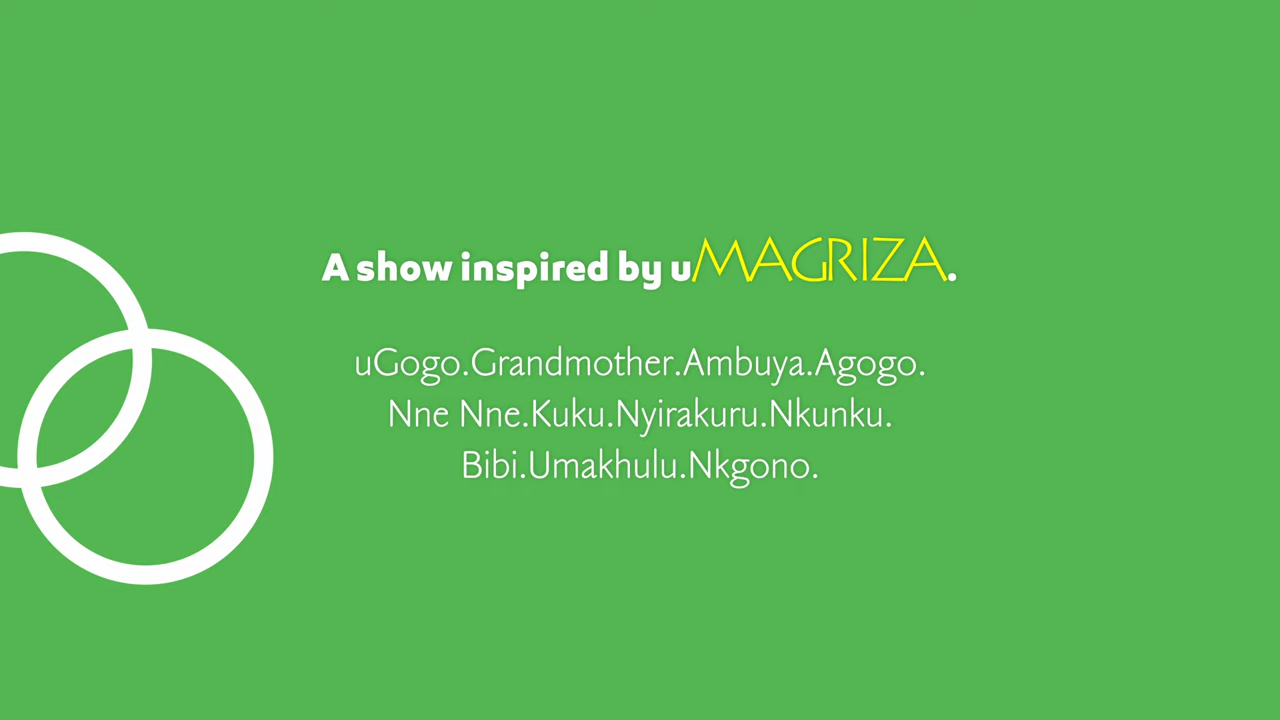 A show inspired by uMAGRIZA.
uGogo.Grandmother.Ambuya.Agogo.
Nne Nne.Kuku.Nyirakuru.Nkunku.
Bibi.Umakhulu.Nkgono.